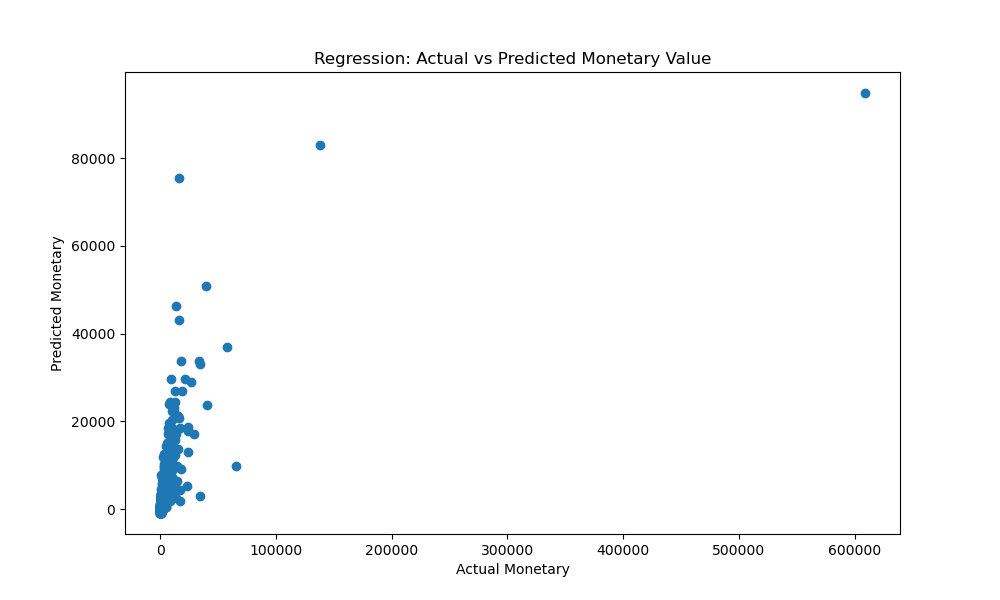 Regression: Actual vs Predicted Monetary Value
80000
60000
40000
20000
0
Predicted Monetary
0 100000 200000 300000 400000 500000 600000
Actual Monetary